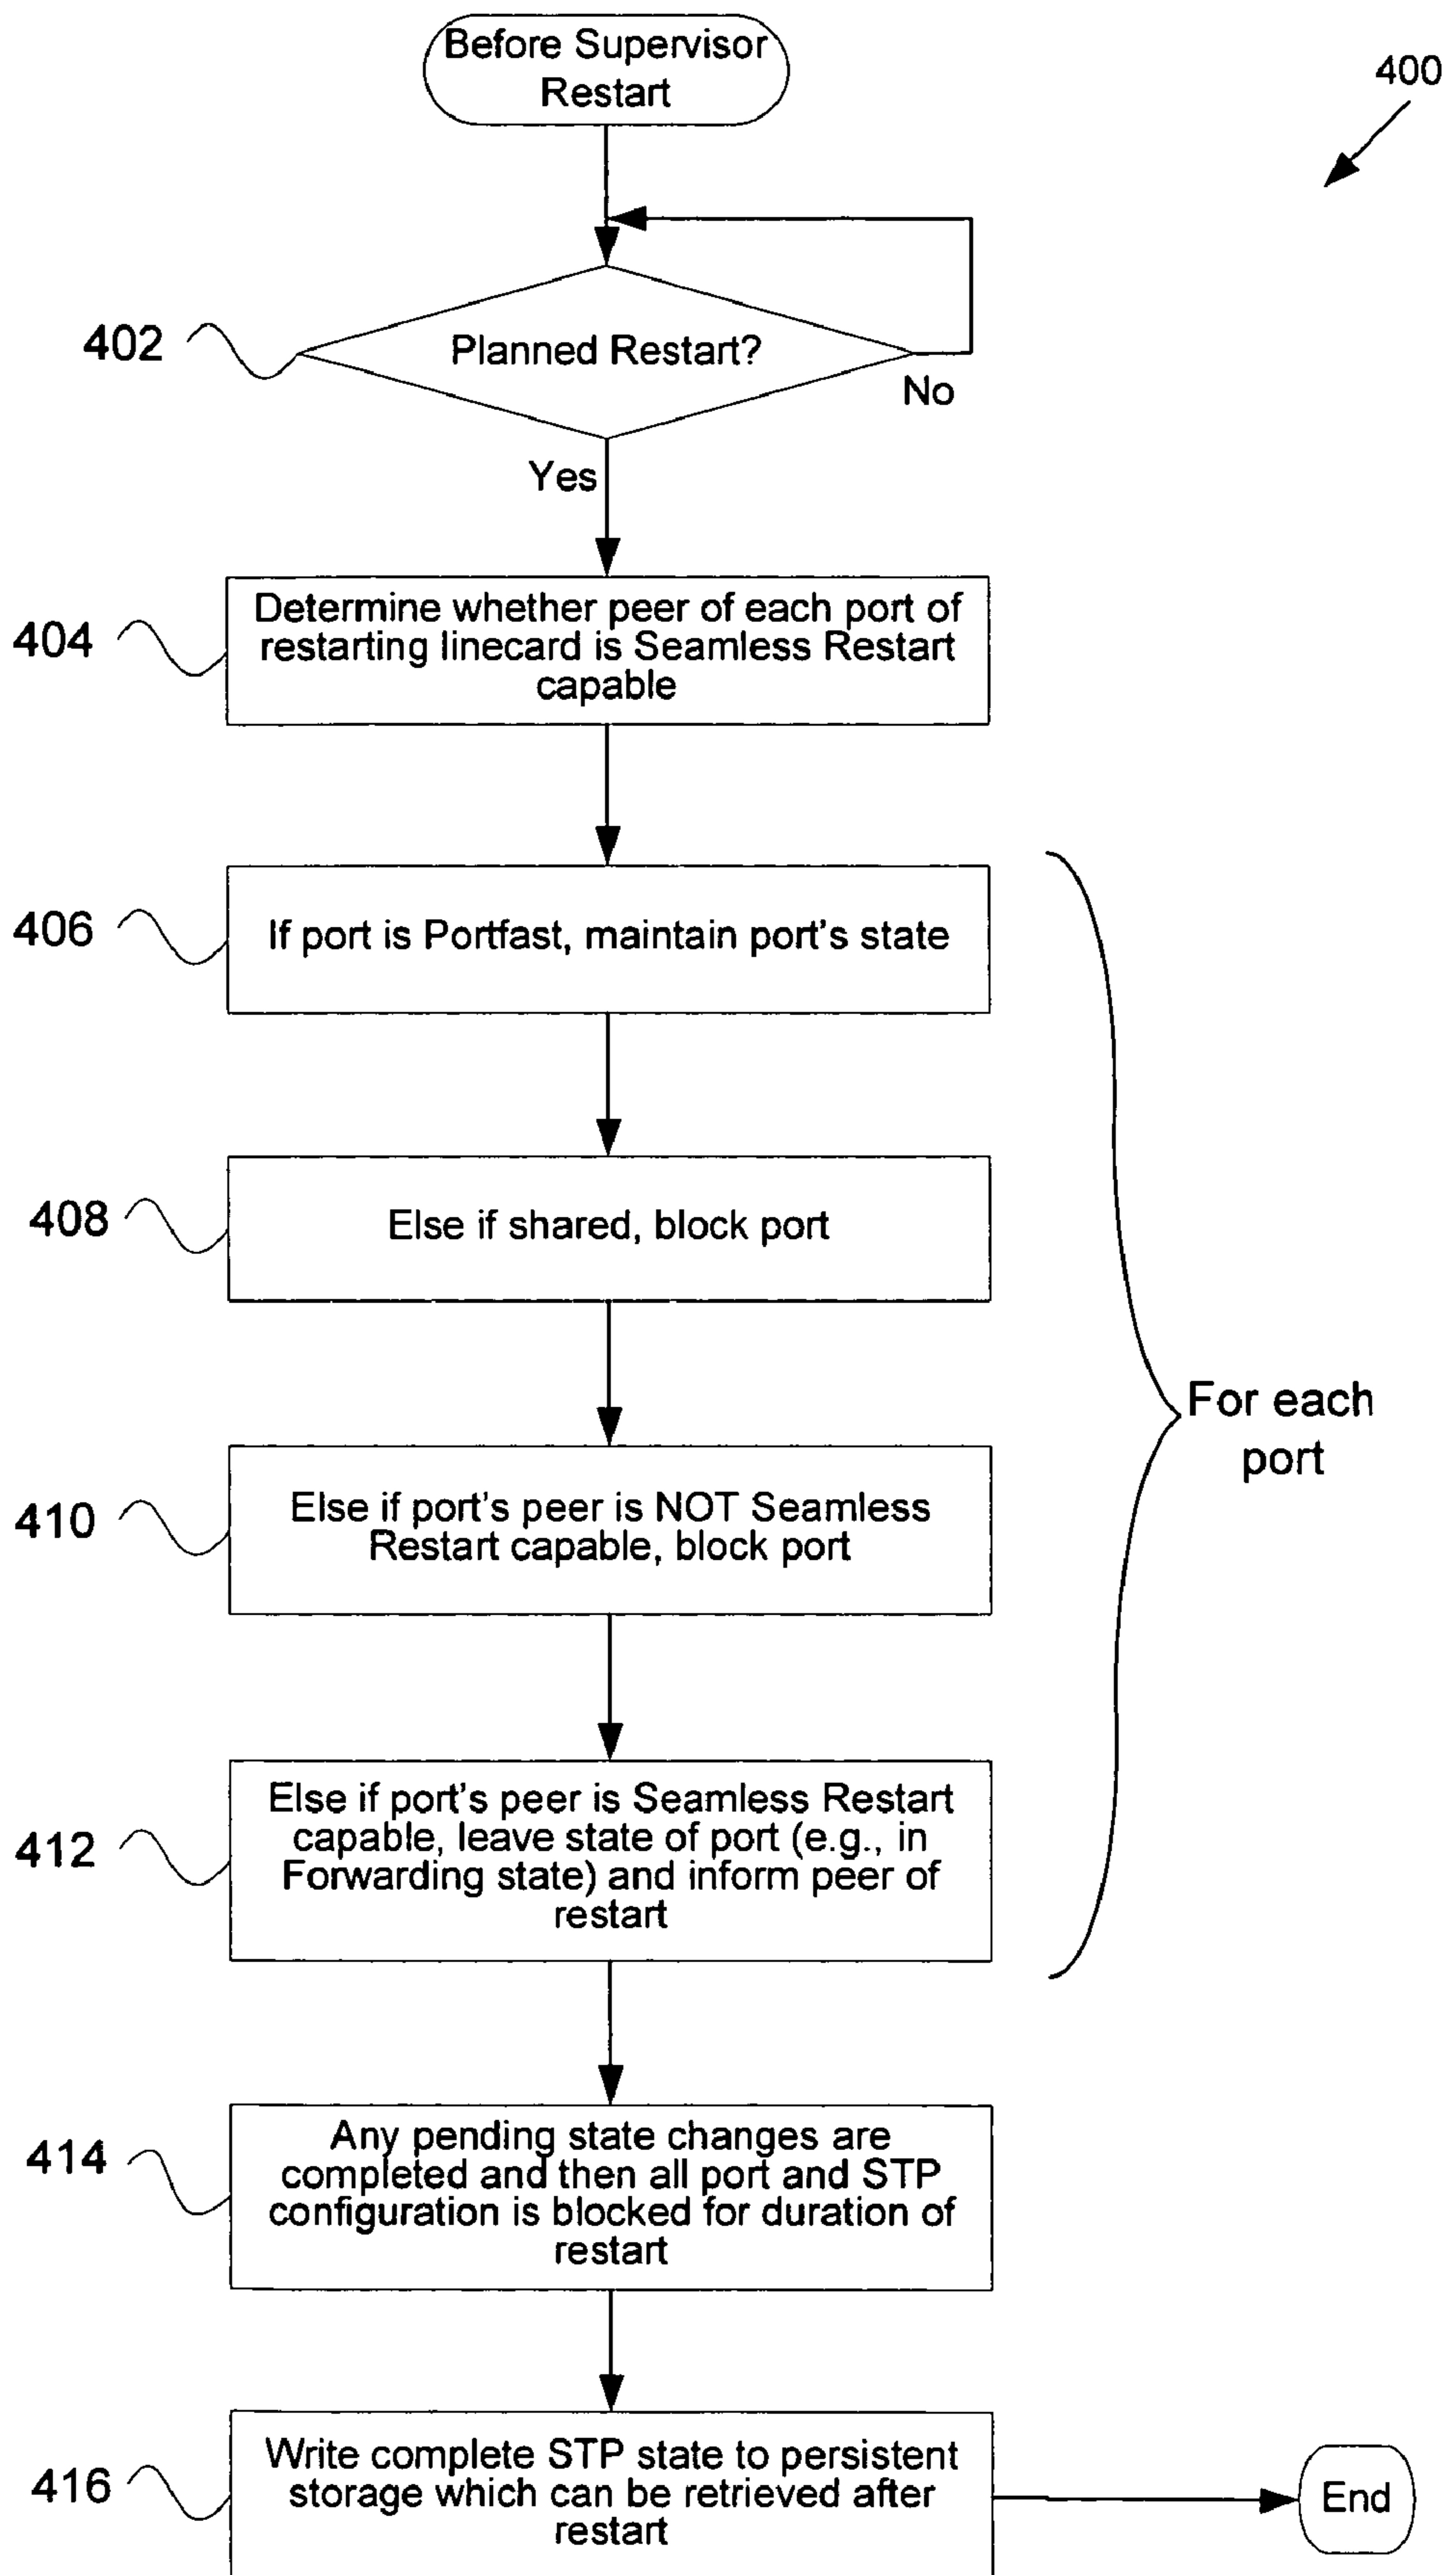 Before Supervisor
Restart
400
402
Planned Restart?
No
Yes
404
Determine whether peer of each port of
restarting linecard is Seamless Restart
capable
406
If port is Portfast, maintain port's state
408
Else if shared, block port
For each
port
410
Else if port's peer is NOT Seamless
Restart capable, block port
412
Else if port's peer is Seamless Restart
capable, leave state of port (e.g., in
Forwarding state) and inform peer of
restart
414
Any pending state changes are
completed and then all port and STP
configuration is blocked for duration of
restart
416
Write complete STP state to persistent
storage which can be retrieved after
restart
End